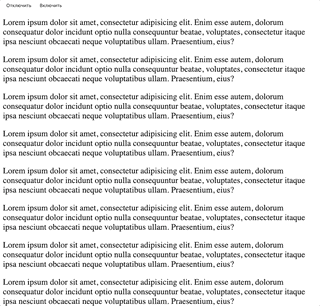 Отключить Включить
Lorem ipsum dolor sit amet, consectetur adipisicing elit. Enim esse autem, dolorum
consequatur dolor incidunt optio nulla consequuntur beatae, voluptates, consectetur itaque
ipsa nesciunt obcaecati neque voluptatibus ullam. Praesentium, eius?
Lorem ipsum dolor sit amet, consectetur adipisicing elit. Enim esse autem, dolorum
consequatur dolor incidunt optio nulla consequuntur beatae, voluptates, consectetur itaque
ipsa nesciunt obcaecati neque voluptatibus ullam. Praesentium, eius?
Lorem ipsum dolor sit amet, consectetur adipisicing elit. Enim esse autem, dolorum
consequatur dolor incidunt optio nulla consequuntur beatae, voluptates, consectetur itaque
ipsa nesciunt obcaecati neque voluptatibus ullam. Praesentium, eius?
Lorem ipsum dolor sit amet, consectetur adipisicing elit. Enim esse autem, dolorum
consequatur dolor incidunt optio nulla consequuntur beatae, voluptates, consectetur itaque
ipsa nesciunt obcaecati neque voluptatibus ullam. Praesentium, eius?
Lorem ipsum dolor sit amet, consectetur adipisicing elit. Enim esse autem, dolorum
consequatur dolor incidunt optio nulla consequuntur beatae, voluptates, consectetur itaque
ipsa nesciunt obcaecati neque voluptatibus ullam. Praesentium, eius?
Lorem ipsum dolor sit amet, consectetur adipisicing elit. Enim esse autem, dolorum
consequatur dolor incidunt optio nulla consequuntur beatae, voluptates, consectetur itaque
ipsa nesciunt obcaecati neque voluptatibus ullam. Praesentium, eius?
Lorem ipsum dolor sit amet, consectetur adipisicing elit. Enim esse autem, dolorum
consequatur dolor incidunt optio nulla consequuntur beatae, voluptates, consectetur itaque
ipsa nesciunt obcaecati neque voluptatibus ullam. Praesentium, eius?
Lorem ipsum dolor sit amet, consectetur adipisicing elit. Enim esse autem, dolorum
consequatur dolor incidunt optio nulla consequuntur beatae, voluptates, consectetur itaque
ipsa nesciunt obcaecati neque voluptatibus ullam. Praesentium, eius?